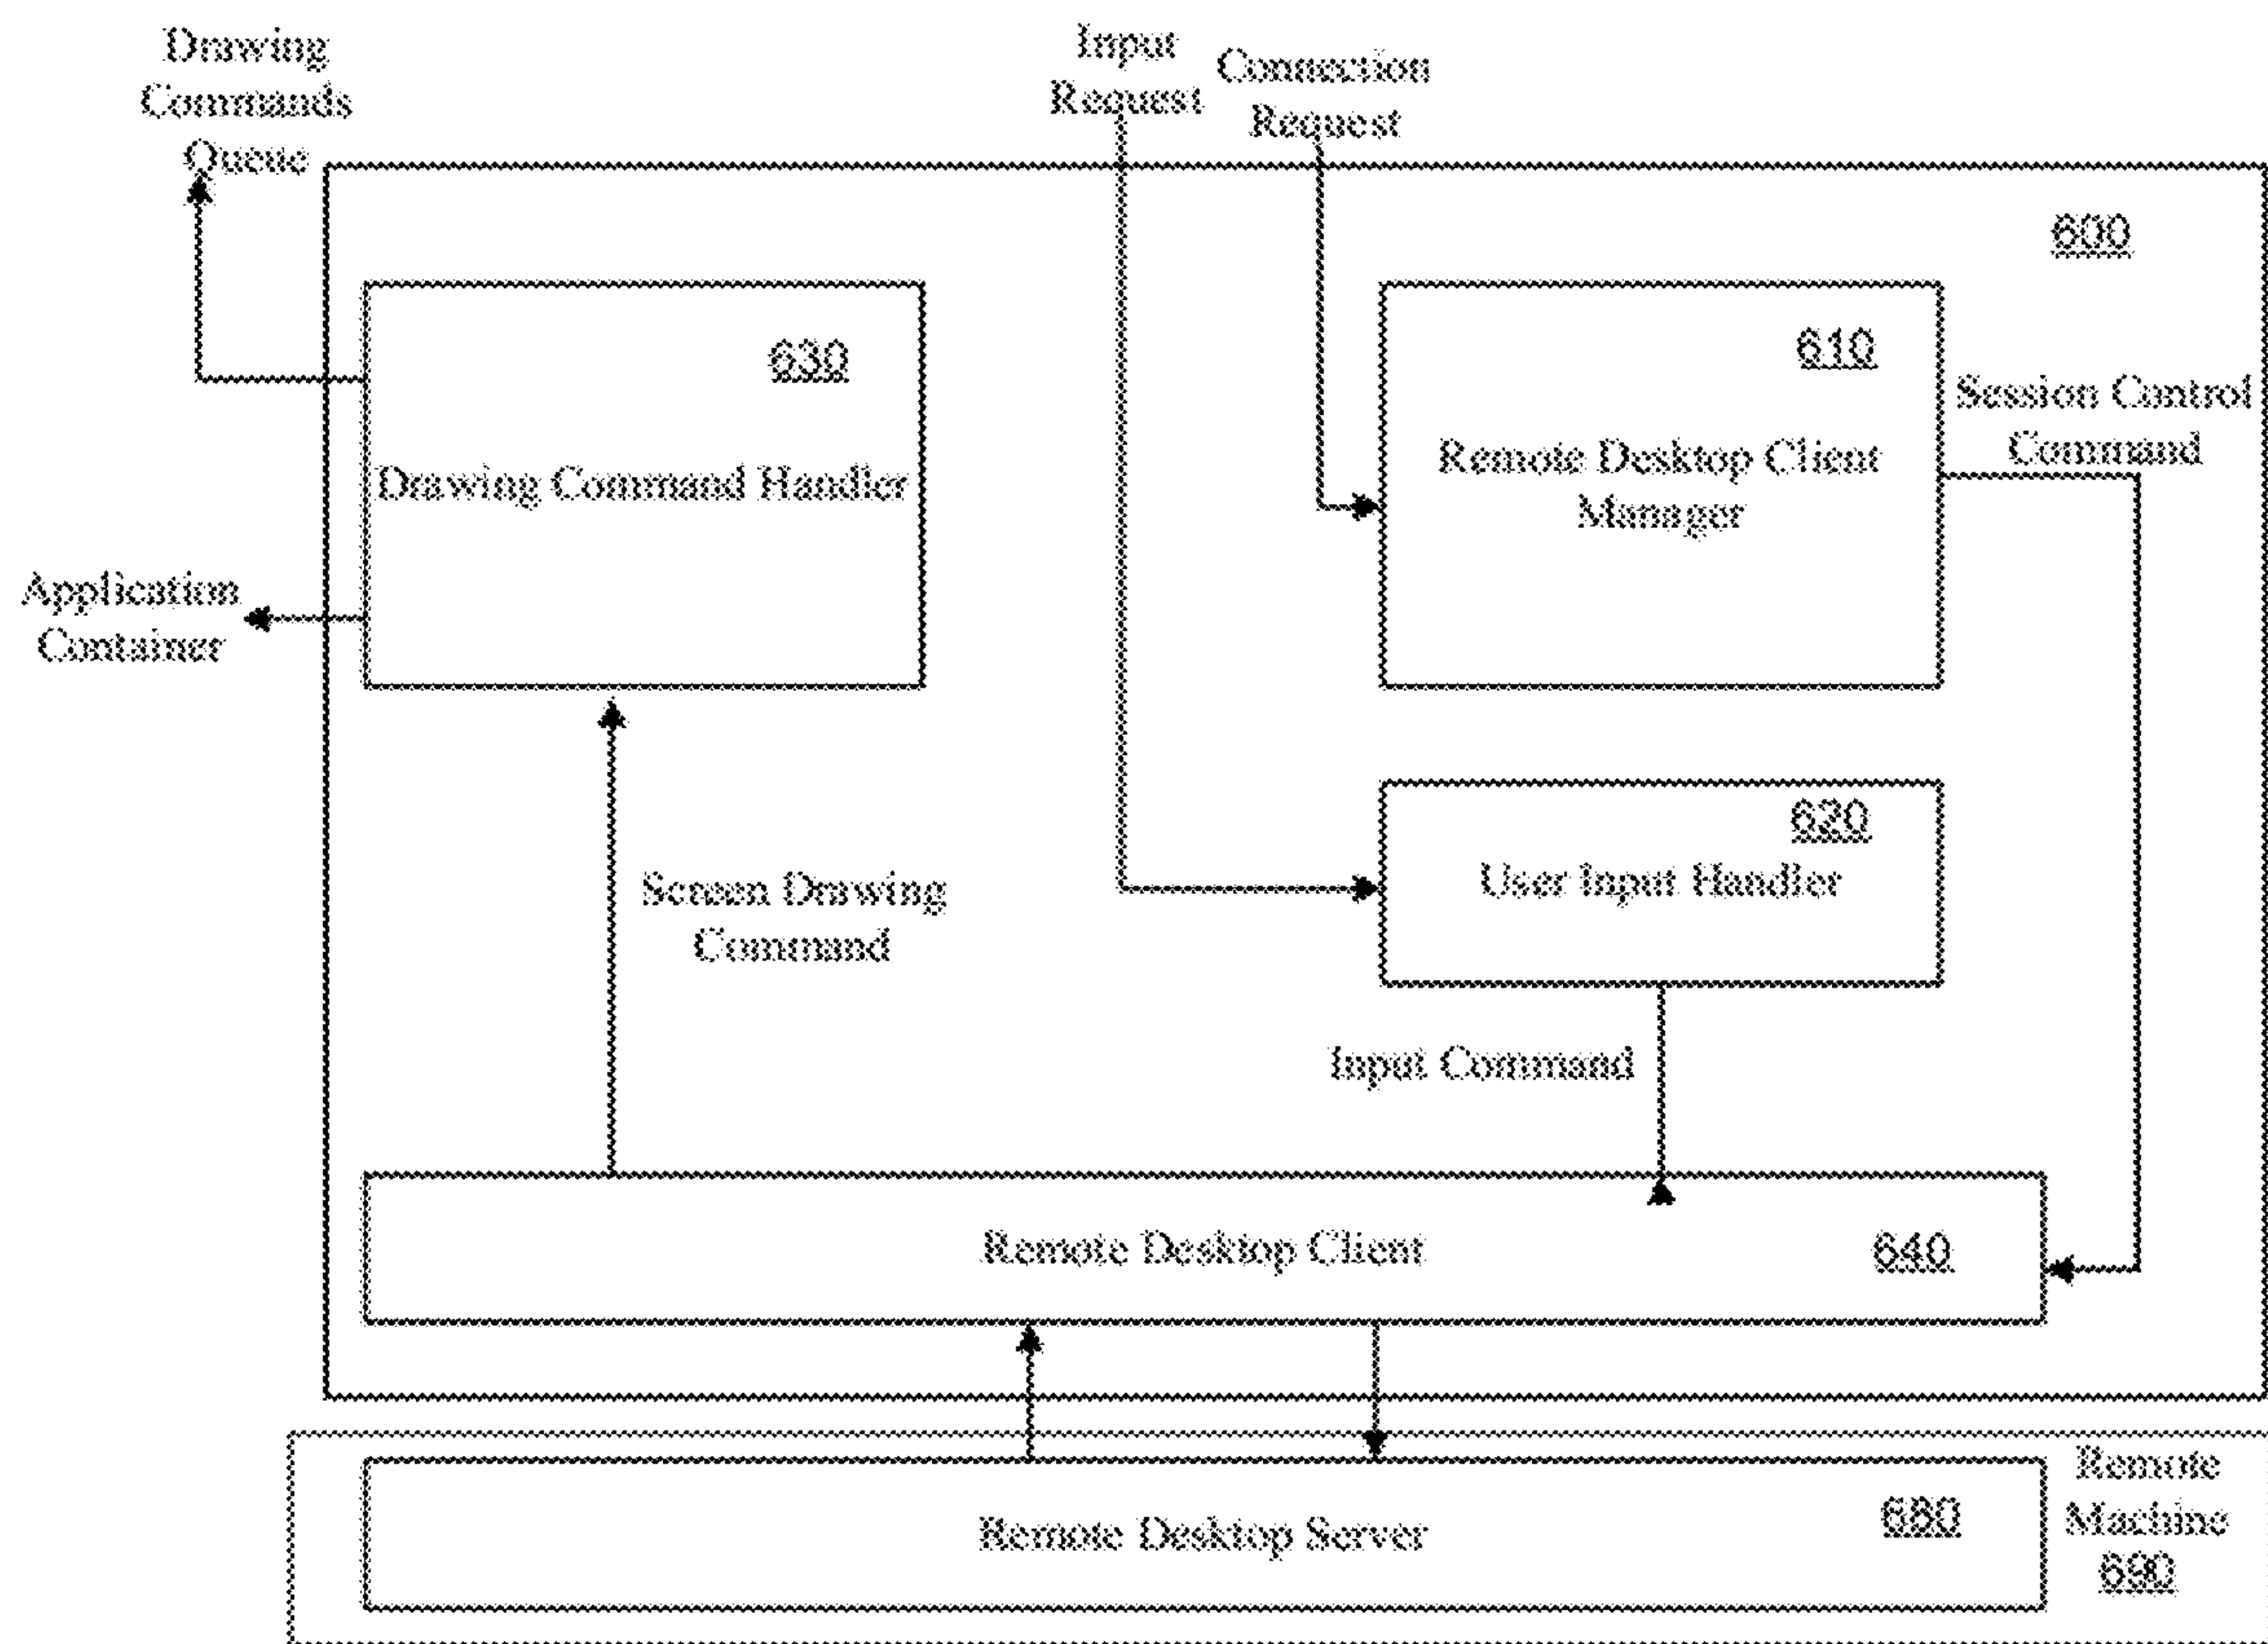 Drawing
Commands
Queue
Input
Request
Connection
Request
600
630
Drawing Command Handler
610
Remote Desktop Client
Manager
Session Control
Command
Application
Container
620
User Input Handler
Screen Drawing
Command
Input Command
Remote Desktop Client
640
Remote Desktop Server
680
Remote
Machine
690